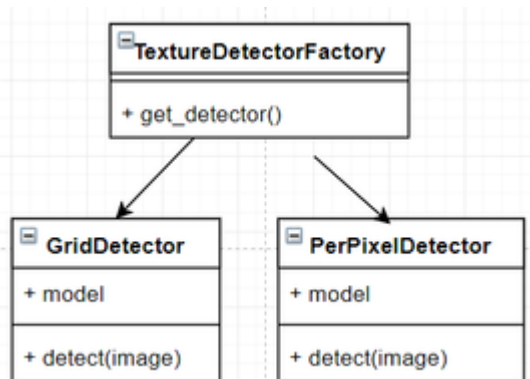 TextureDetectorFactory
+ get_detector()
GridDetector
+ model
+ detect(image)
PerPixelDetector
+ model
+ detect(image)